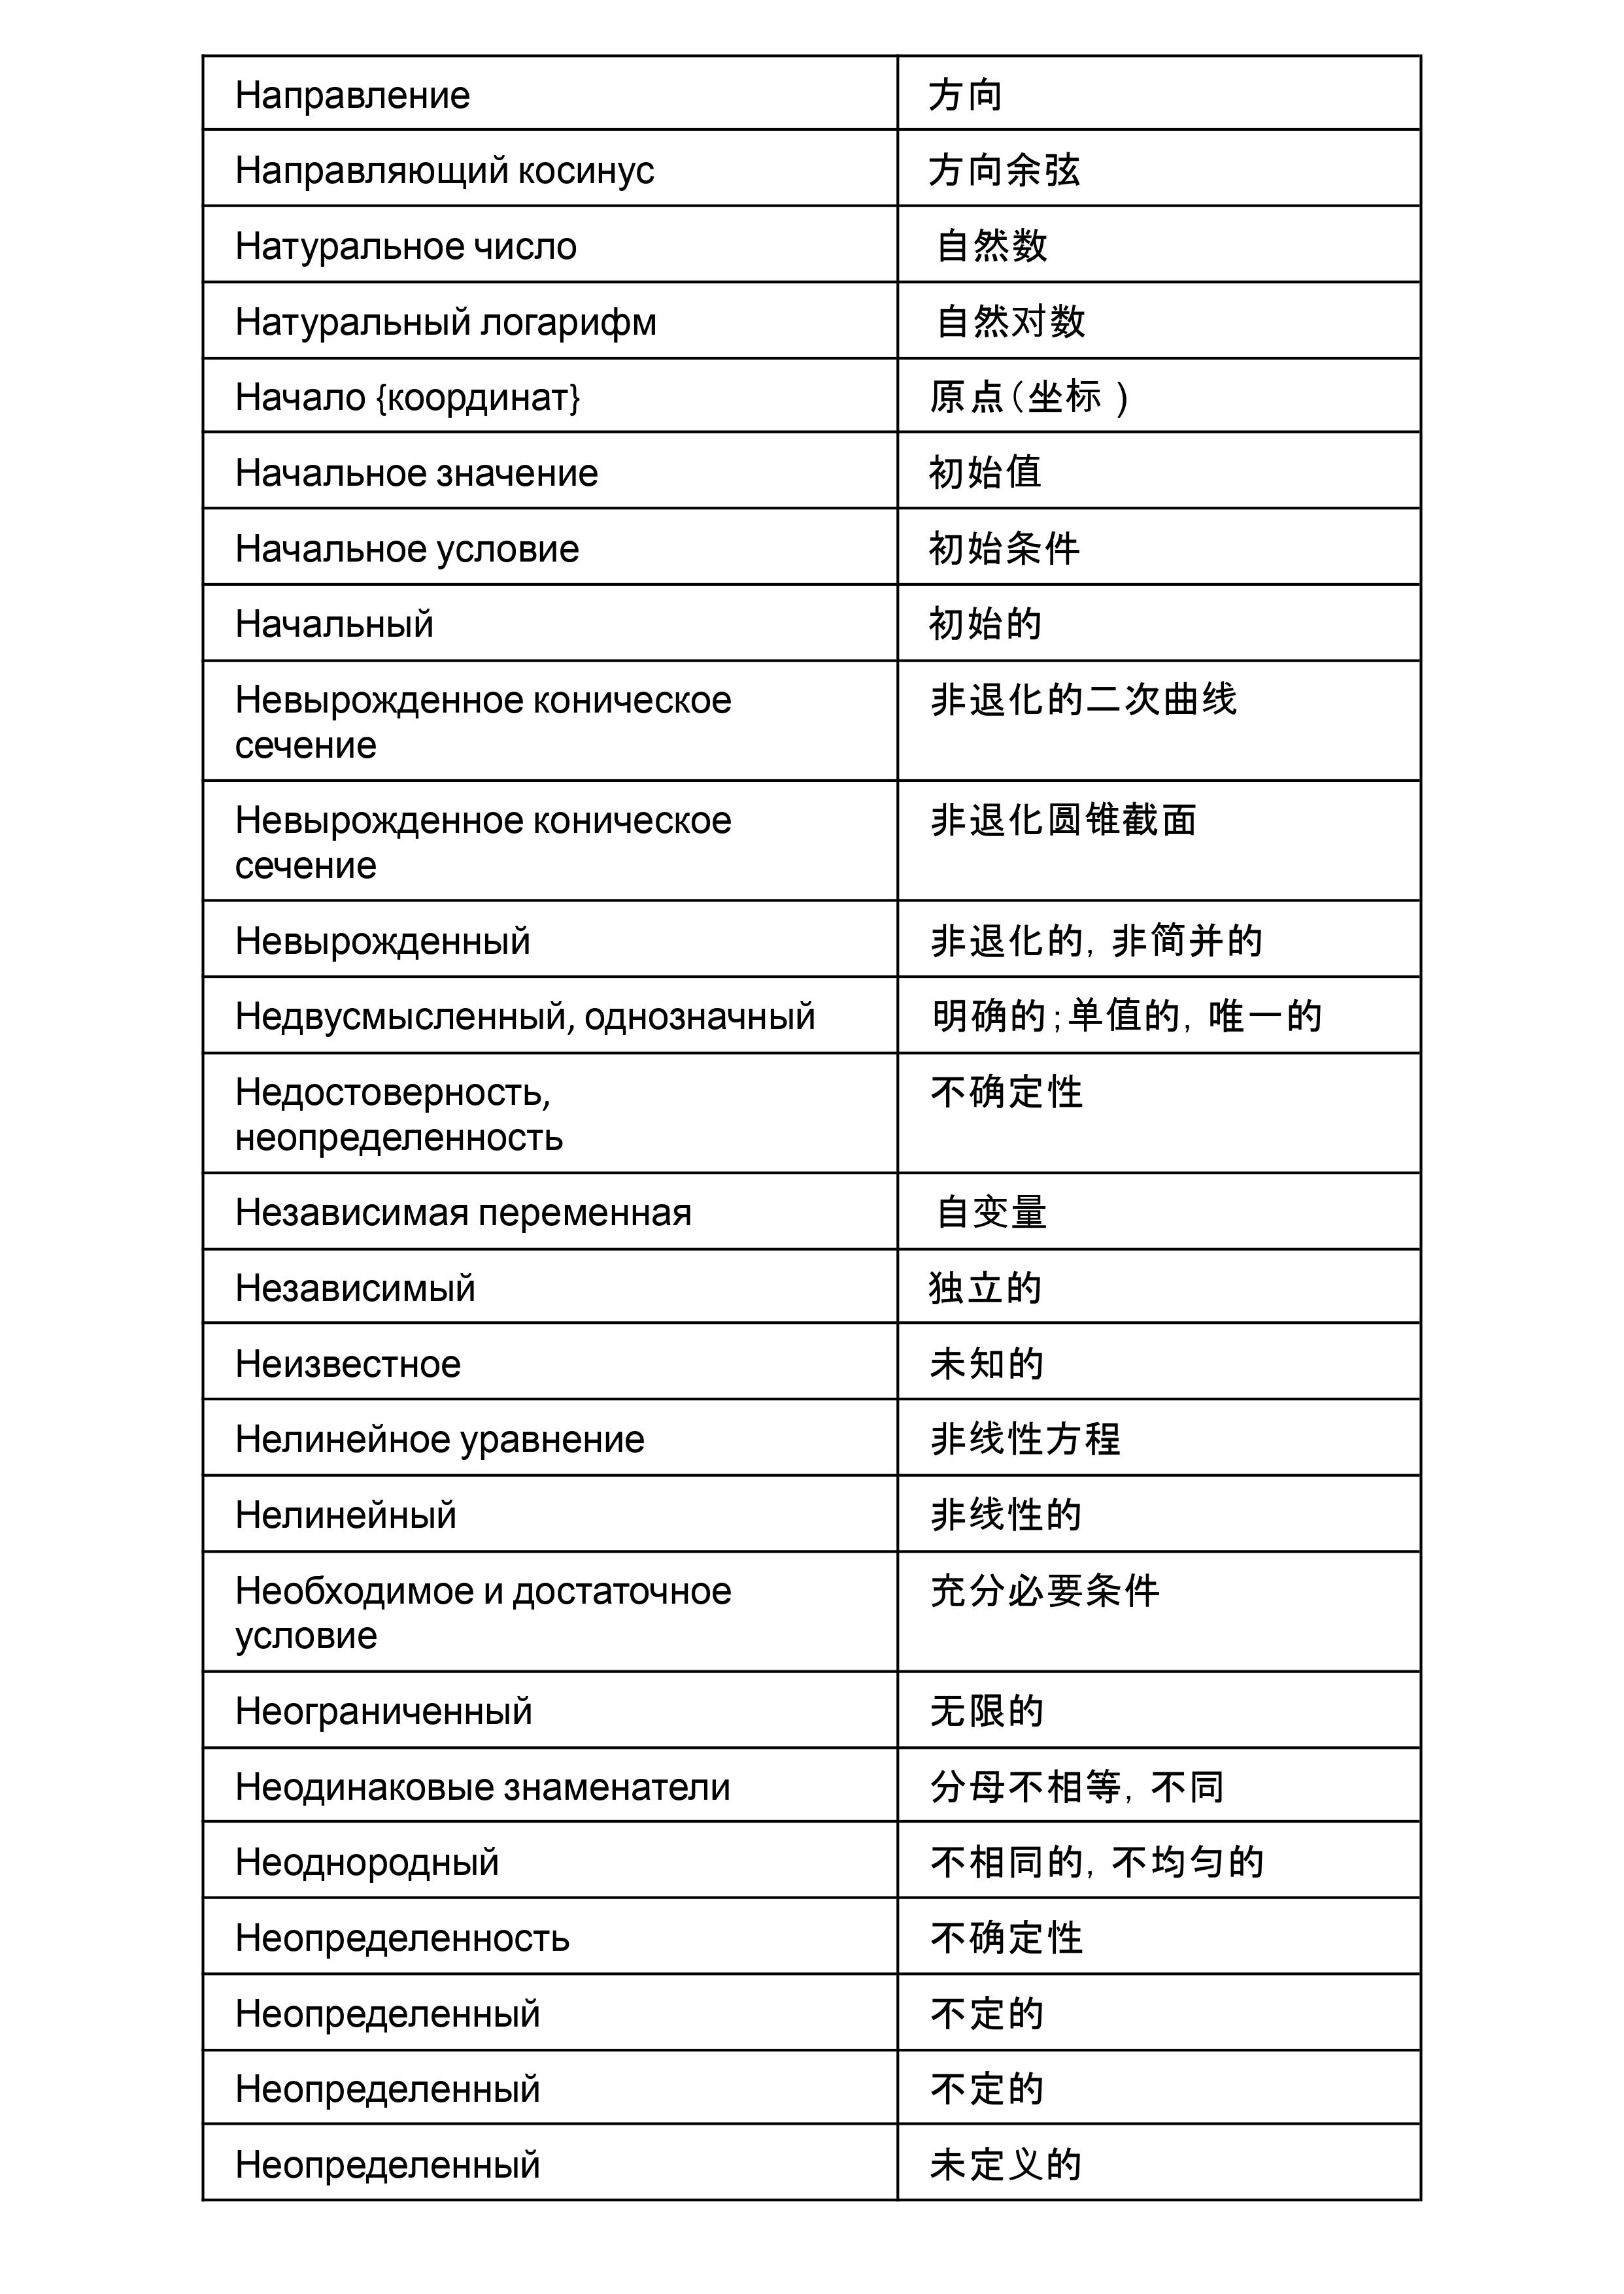 Направление 方向
Направляющий косинус 方向余弦
Натуральное число 自然数
Натуральный логарифм 自然对数
Начало {координат} 原点(坐标 )
Начальное значение 初始值
Начальное условие 初始条件
Начальный 初始的
Невырожденное коническое 非退化的二次曲线
сечение
Невырожденное коническое 非退化圆锥截面
сечение
Невырожденный 非退化的, 非简并的
Недвусмысленный, однозначный 明确的;单值的, 唯一的
Недостоверность, 不确定性
неопределенность
Независимая переменная 自变量
Независимый 独立的
Неизвестное 未知的
Нелинейное уравнение 非线性方程
Нелинейный 非线性的
Необходимое и достаточное 充分必要条件
условие
Неограниченный 无限的
Неодинаковые знаменатели 分母不相等, 不同
Неоднородный 不相同的, 不均匀的
Неопределенность 不确定性
Неопределенный 不定的
Неопределенный 不定的
Неопределенный 未定义的